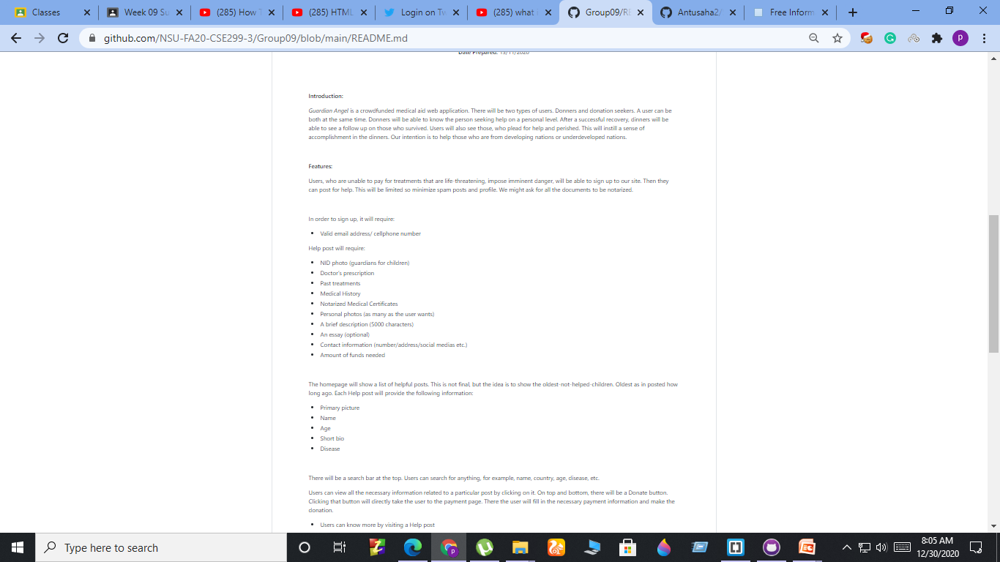 Classes
Week 09 Su
(285) How T
(285) HTML
Login on Tw
(285) what
Group09/RE
Antusaha2/
Free Inform
github.com/NSU-FA20-CSE299-3/Group09/blob/main/README.md
Date Prepared: 13/11/2020
Introduction:
Guardian Angel is a crowdfunded medical aid web application. There will be two types of users. Donners and donation seekers. A user can be
both at the same time. Donners will be able to know the person seeking help on a personal level. After a successful recovery, dinners will be
able to see a follow up on those who survived. Users will also see those, who plead for help and perished. This will instill a sense of
accomplishment in the dinners. Our intention is to help those who are from developing nations or underdeveloped nations.
Features:
Users, who are unable to pay for treatments that are life-threatening, impose imminent danger, will be able to sign up to our site. Then they
can post for help. This will be limited so minimize spam posts and profile. We might ask for all the documents to be notarized.
In order to sign up, it will require:
• Valid email address/ cellphone number
Help post will require:
• NID photo (guardians for children)
• Doctor's prescription
• Past treatments
• Medical History
• Notarized Medical Certificates
• Personal photos (as many as the user wants)
• A brief description (5000 characters)
• An essay (optional)
• Contact information (number/address/social medias etc.)
• Amount of funds needed
The homepage will show a list of helpful posts. This is not final, but the idea is to show the oldest-not-helped-children. Oldest as in posted how
long ago. Each Help post will provide the following information:
• Primary picture
• Name
• Age
• Short bio
• Disease
There will be a search bar at the top. Users can search for anything, for example, name, country, age, disease, etc.
Users can view all the necessary information related to a particular post by clicking on it. On top and bottom, there will be a Donate button.
Clicking that button will directly take the user to the payment page. There the user will fill in the necessary payment information and make the
donation.
• Users can know more by visiting a Help post
Type here to search
8:05 AM
12/30/2020